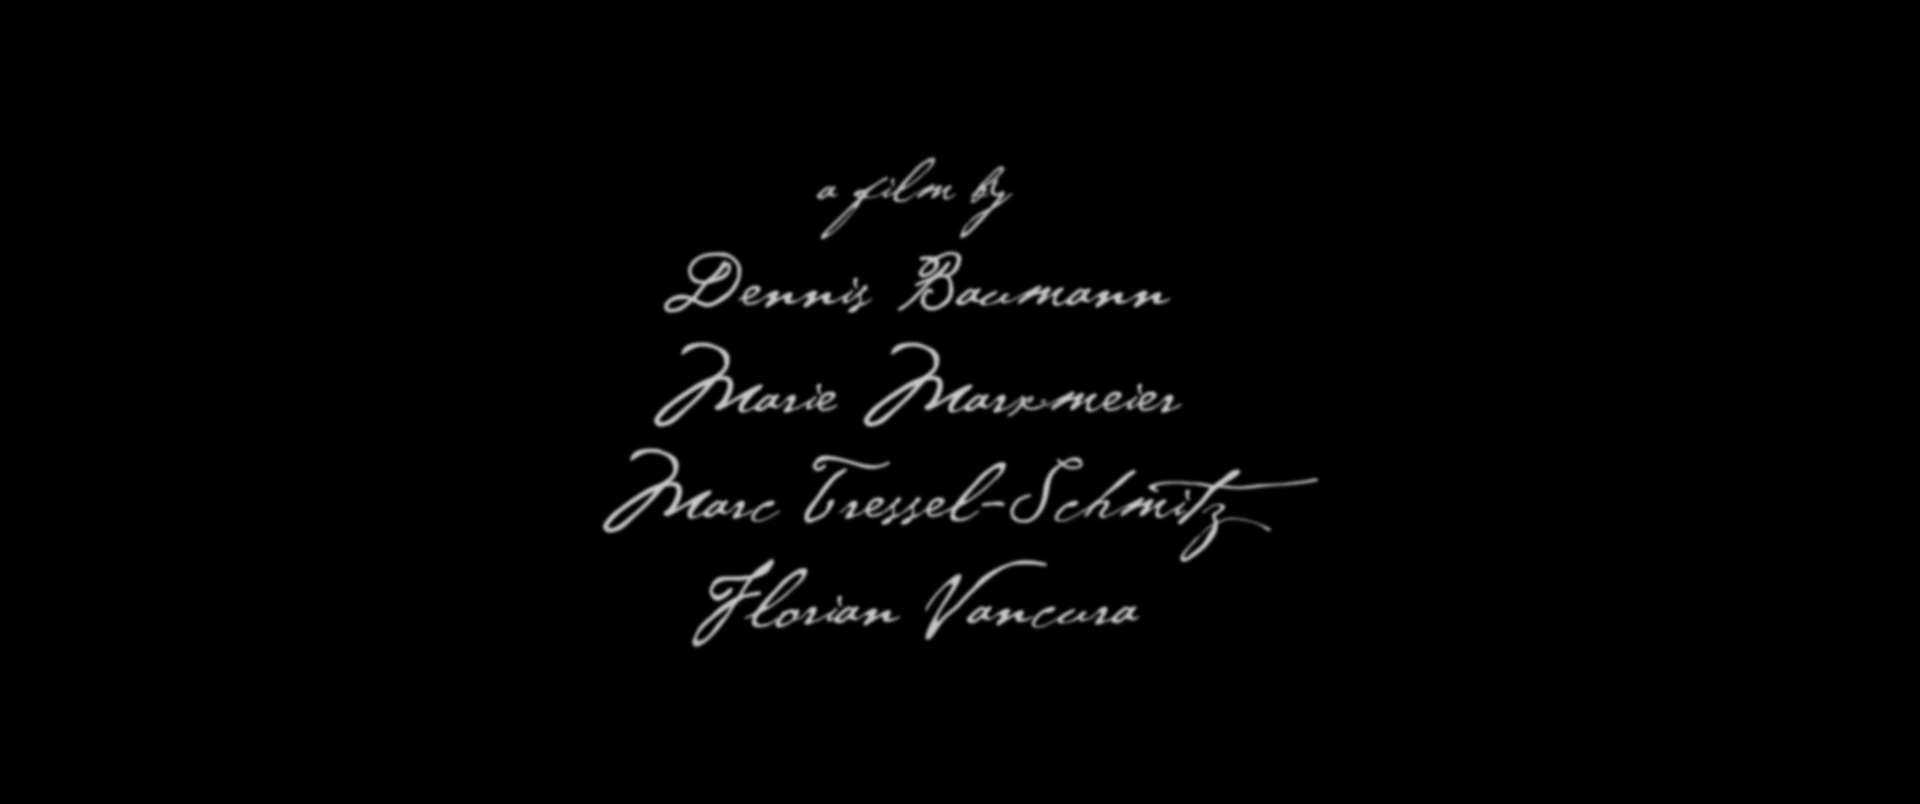 a film by
Dennis Baumann
Marie Marxmeier
Marc Tressel-Schmitz
Florian Vancura